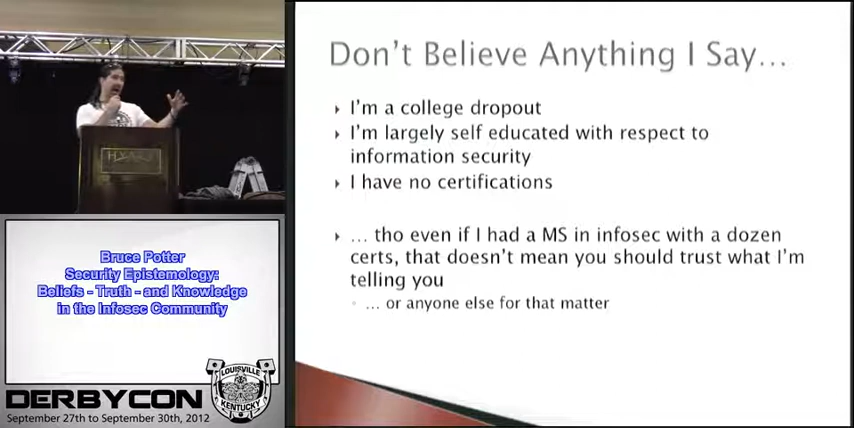 HYATT
Bruce Potter
Security Epistemology:
Beliefs - Truth - and Knowledge
in the Infosec Community
LOUISVILLE
KENTUCKY
DERBYCON
September 27th to September 30th, 2012
Don't Believe Anything I Say...
I'm a college dropout
I'm largely self educated with respect to
information security
I have no certifications
... tho even if I had a MS in infosec with a dozen
certs, that doesn't mean you should trust what I'm
telling you
... or anyone else for that matter